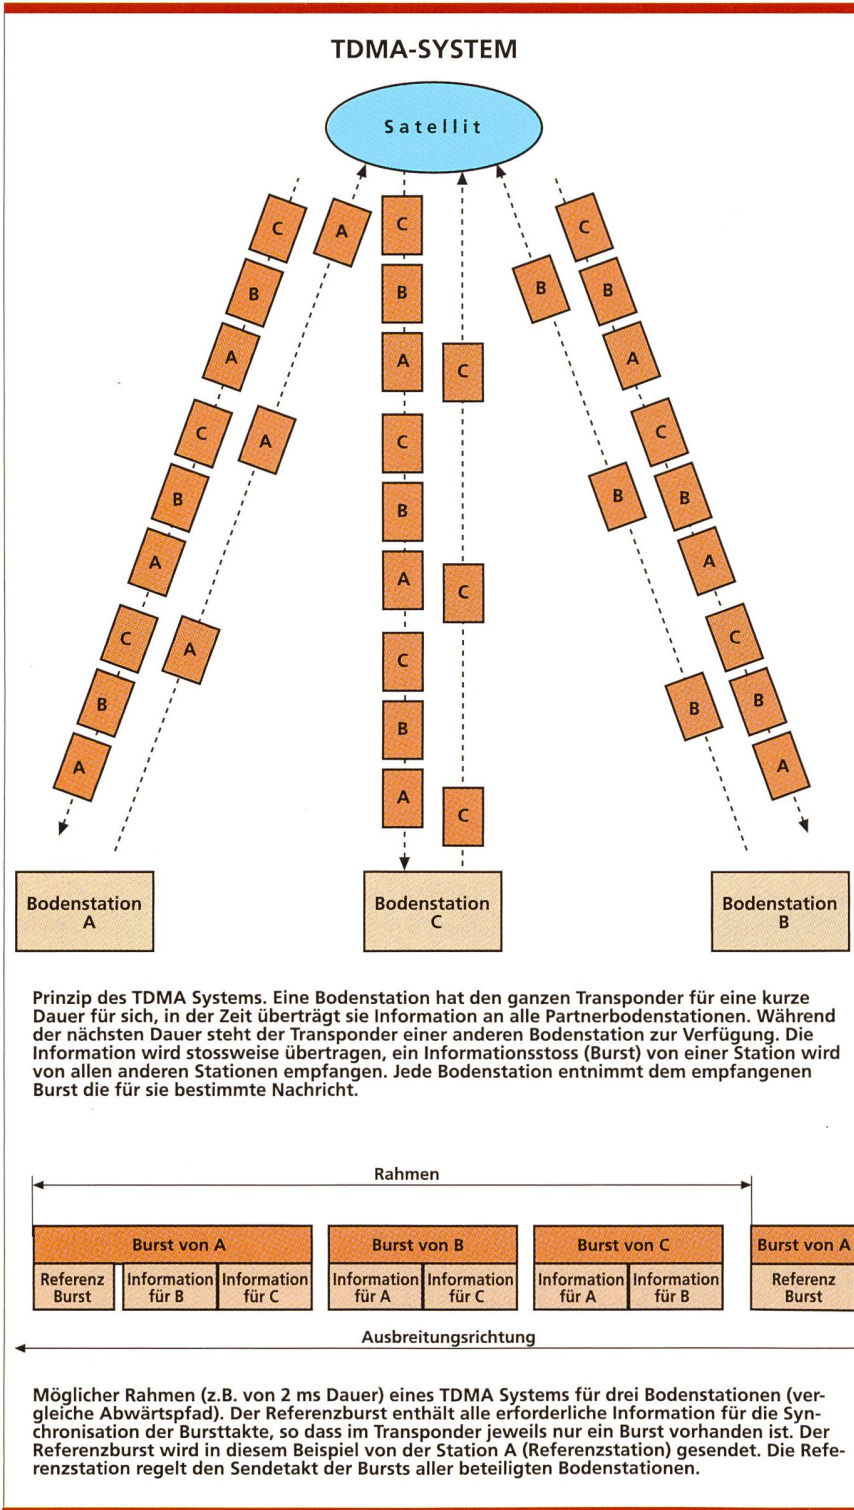 TDMA-SYSTEM
Satellit
C
B
A
C
B
A
C
B
A
A
A
A
C
B
A
C
B
A
C
B
A
C
C
C
B
B
B
C
B
A
C
B
A
C
B
A
Bodenstation
A
Bodenstation
C
Bodenstation
B
Prinzip des TDMA Systems. Eine Bodenstation hat den ganzen Transponder für eine kurze
Dauer für sich, in der Zeit überträgt sie Information an alle Partnerbodenstationen. Während
der nächsten Dauer steht der Transponder einer anderen Bodenstation zur Verfügung. Die
Information wird stossweise übertragen, ein Informationsstoss (Burst) von einer Station wird
von allen anderen Stationen empfangen. Jede Bodenstation entnimmt dem empfangenen
Burst die für sie bestimmte Nachricht.
Rahmen
Burst von A
Burst von B
Burst von C
Burst von A
Referenz
Burst
Information
für B
Information
für C
Information
für A
Information
für C
Information
für A
Information
für B
Referenz
Burst
Ausbreitungsrichtung
Möglicher Rahmen (z.B. von 2 ms Dauer) eines TDMA Systems für drei Bodenstationen (ver-
gleiche Abwärtspfad). Der Referenzburst enthält alle erforderliche Information für die Syn-
chronisation der Bursttakte, so dass im Transponder jeweils nur ein Burst vorhanden ist. Der
Referenzburst wird in diesem Beispiel von der Station A (Referenzstation) gesendet. Die Refe-
renzstation regelt den Sendetakt der Bursts aller beteiligten Bodenstationen.